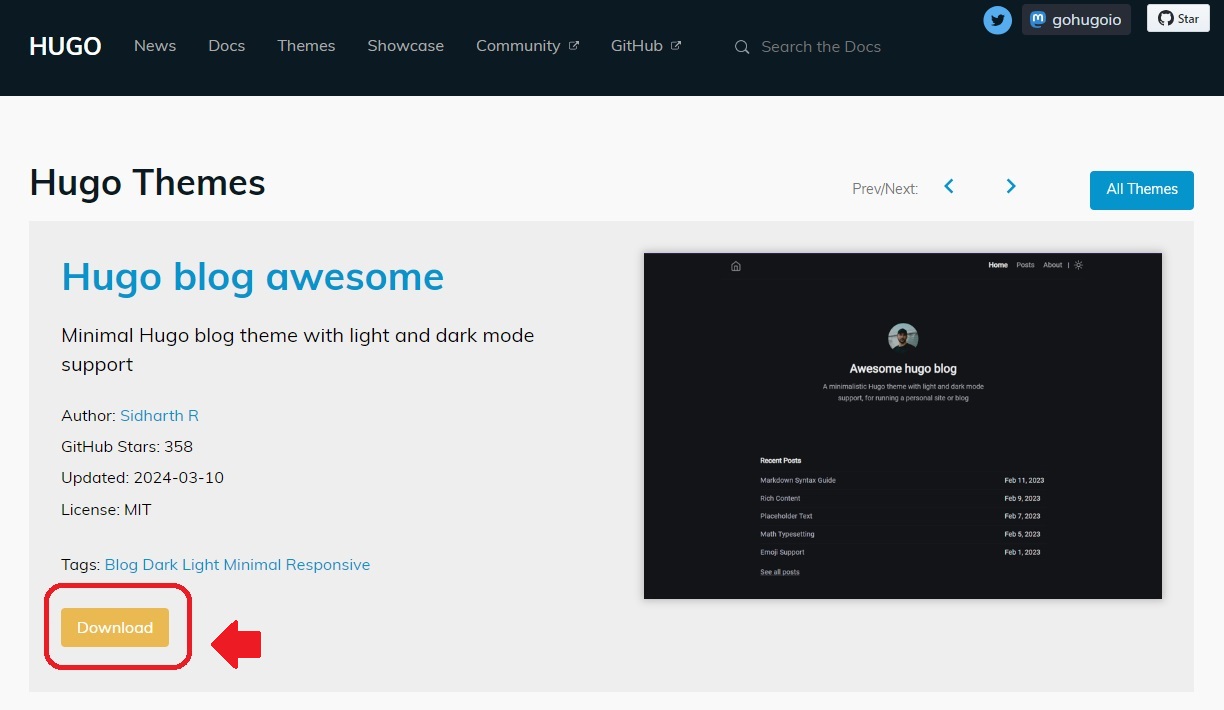 gohugoio
Star
HUGO
News
Docs
Themes
Showcase
Community
GitHub
Search the Docs
Hugo Themes
Prev/Next:
All Themes
Hugo blog awesome
Minimal Hugo blog theme with light and dark mode
support
Author: Sidharth R
GitHub Stars: 358
Updated: 2024-03-10
License: MIT
Tags: Blog Dark Light Minimal Responsive
Download
Home Posts About |
Awesome hugo blog
A minimalistic Hugo theme with light and dark mode
support, for running a personal site or blog
Recent Posts
Markdown Syntax Guide Feb 11, 2023
Rich Content Feb 9, 2023
Placeholder Text Feb 7, 2023
Math Typesetting Feb 5, 2023
Emoji Support Feb 1, 2023
See all posts